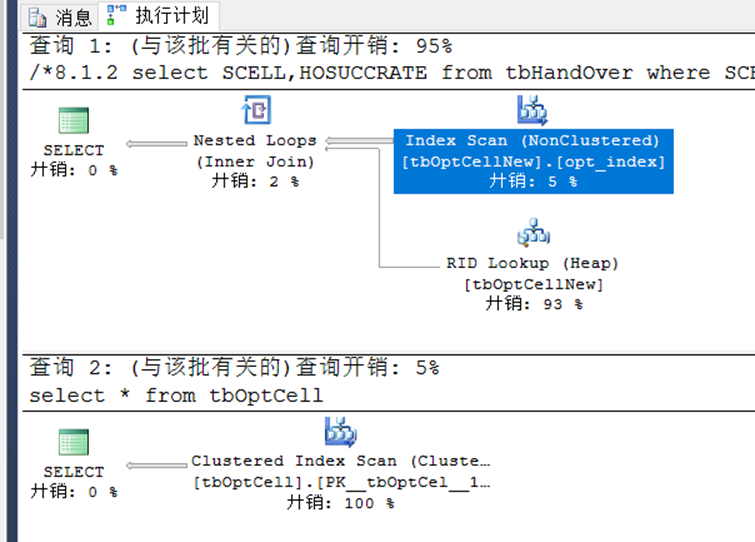 消息 执行计划
查询 1: (与该批有关的)查询开销: 95%
/*8.1.2 select SCELL,HOSUCCRATE from tbHandOver where SCE
SELECT
开销: 0 %
Nested Loops
(Inner Join)
开销: 2 %
Index Scan (NonClustered)
[tbOptCellNew].[opt_index]
开销: 5 %
RID Lookup (Heap)
[tbOptCellNew]
开销: 93 %
查询 2: (与该批有关的)查询开销: 5%
select * from tbOptCell
SELECT
开销: 0 %
Clustered Index Scan (Cluste…
[tbOptCell].[PK__tbOptCel__1…
开销: 100 %